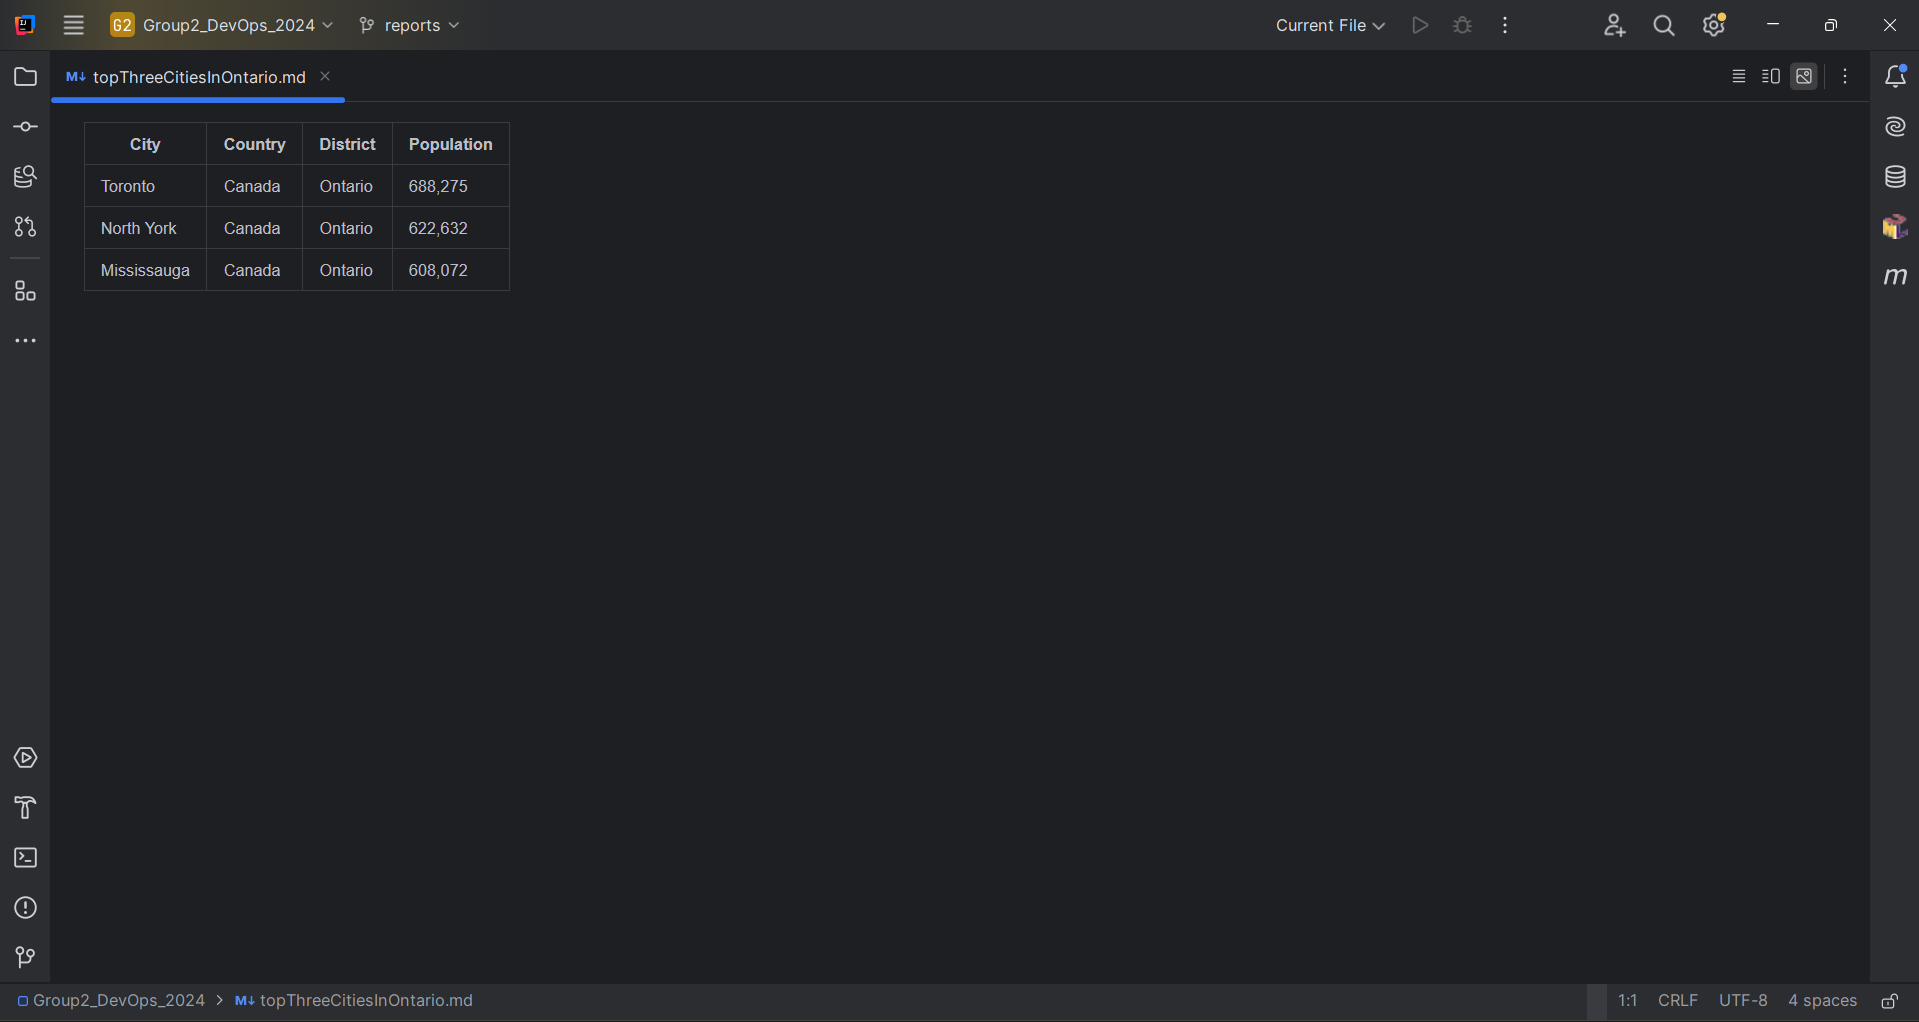 G2 Group2_DevOps_2024 reports Current File
M↓ topThreeCitiesInOntario.md
City Country District Population
Toronto Canada Ontario 688,275
North York Canada Ontario 622,632
Mississauga Canada Ontario 608,072
m
Group2_DevOps_2024 > M↓ topThreeCitiesInOntario.md 1:1 CRLF UTF-8 4 spaces